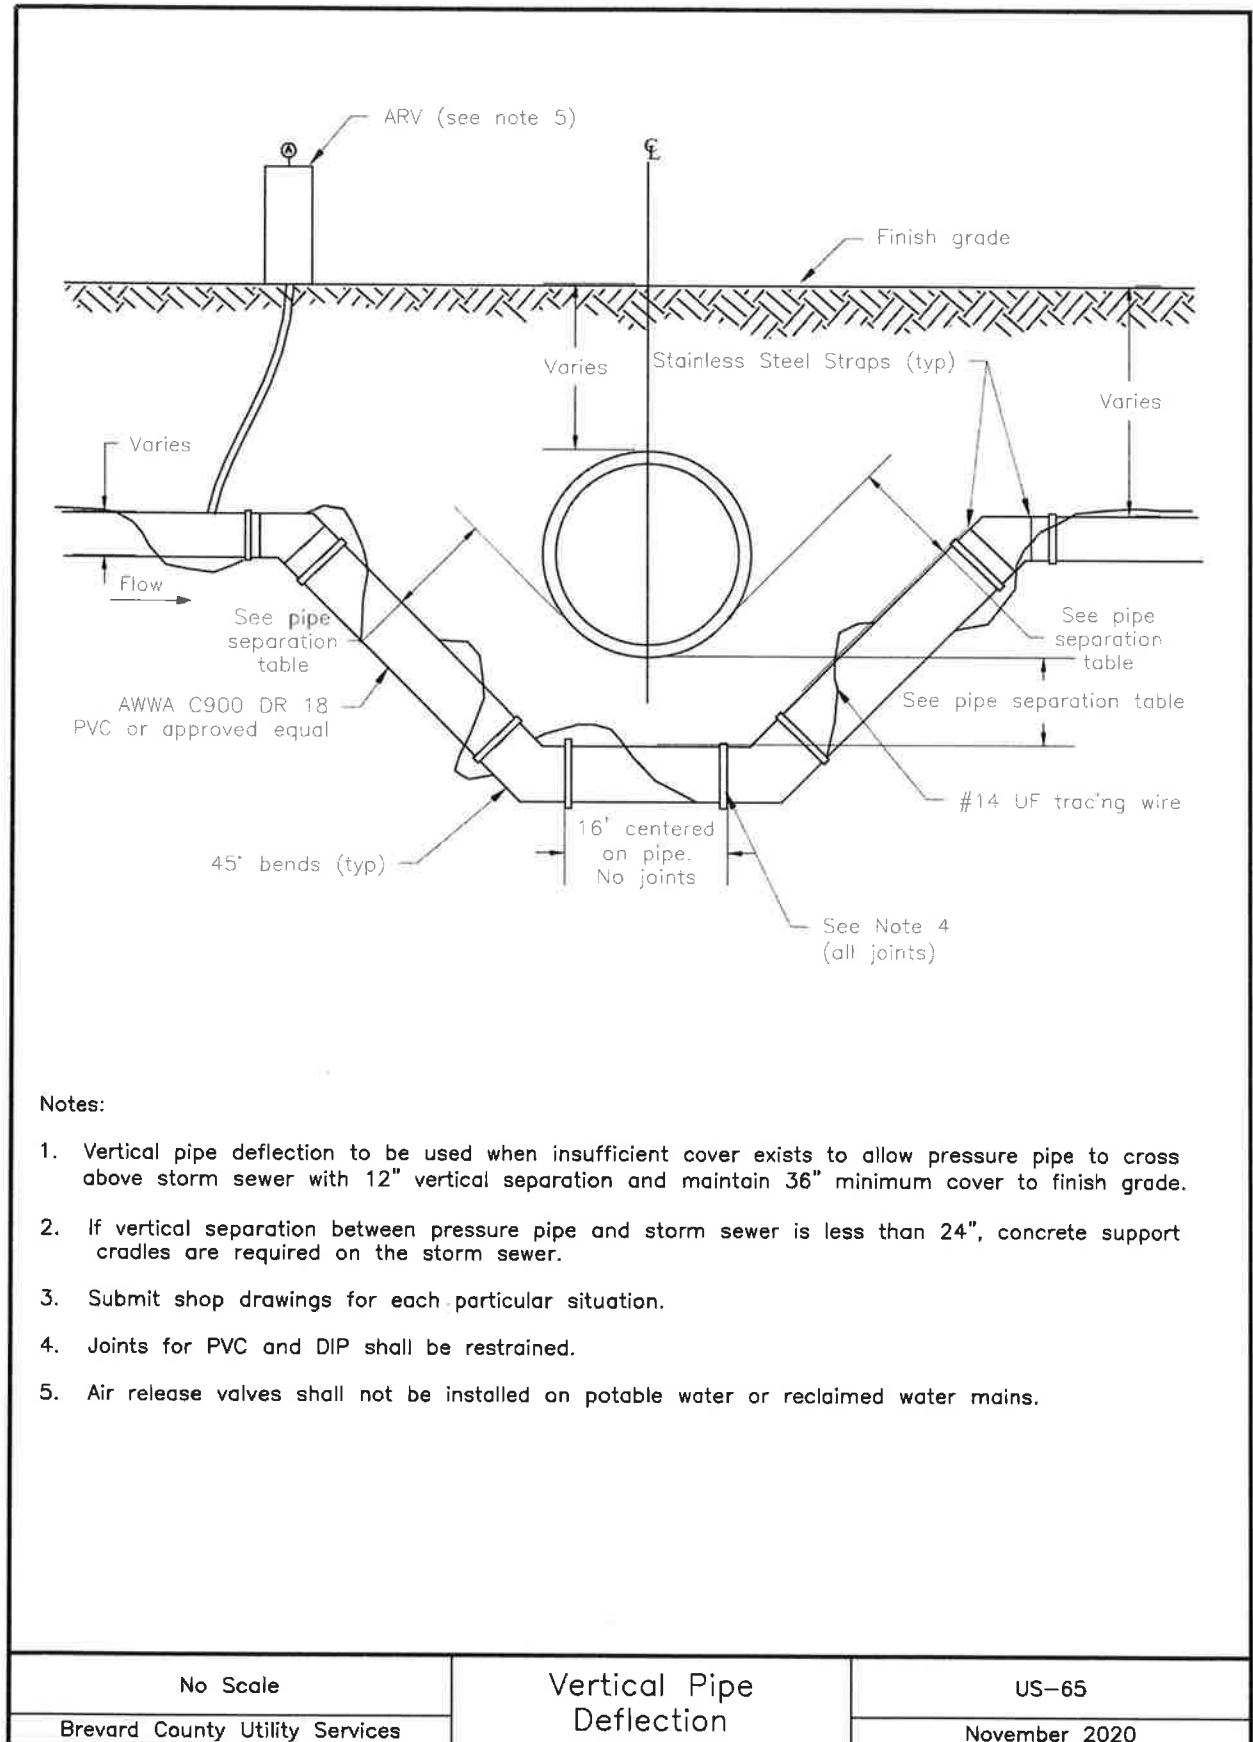 ARV (see note 5)
A
℄
Finish grade
Varies
Stainless Steel Straps (typ)
Varies
Varies
Flow
See pipe
separation
table
See pipe
separation
table
AWWA C900 DR 18
PVC or approved equal
See pipe separation table
#14 UF tracing wire
16' centered
on pipe.
No joints
45° bends (typ)
See Note 4
(all joints)
Notes:
1. Vertical pipe deflection to be used when insufficient cover exists to allow pressure pipe to cross
above storm sewer with 12" vertical separation and maintain 36" minimum cover to finish grade.
2. If vertical separation between pressure pipe and storm sewer is less than 24", concrete support
cradles are required on the storm sewer.
3. Submit shop drawings for each particular situation.
4. Joints for PVC and DIP shall be restrained.
5. Air release valves shall not be installed on potable water or reclaimed water mains.
No Scale
Vertical Pipe
Deflection
US-65
Brevard County Utility Services
November 2020